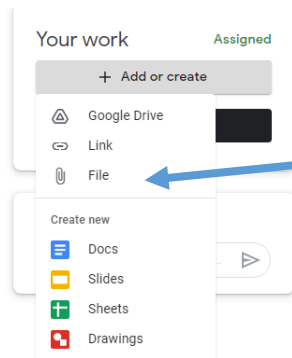 Your work Assigned
+ Add or create
Google Drive
Link
File
Create new
Docs
Slides
Sheets
Drawings